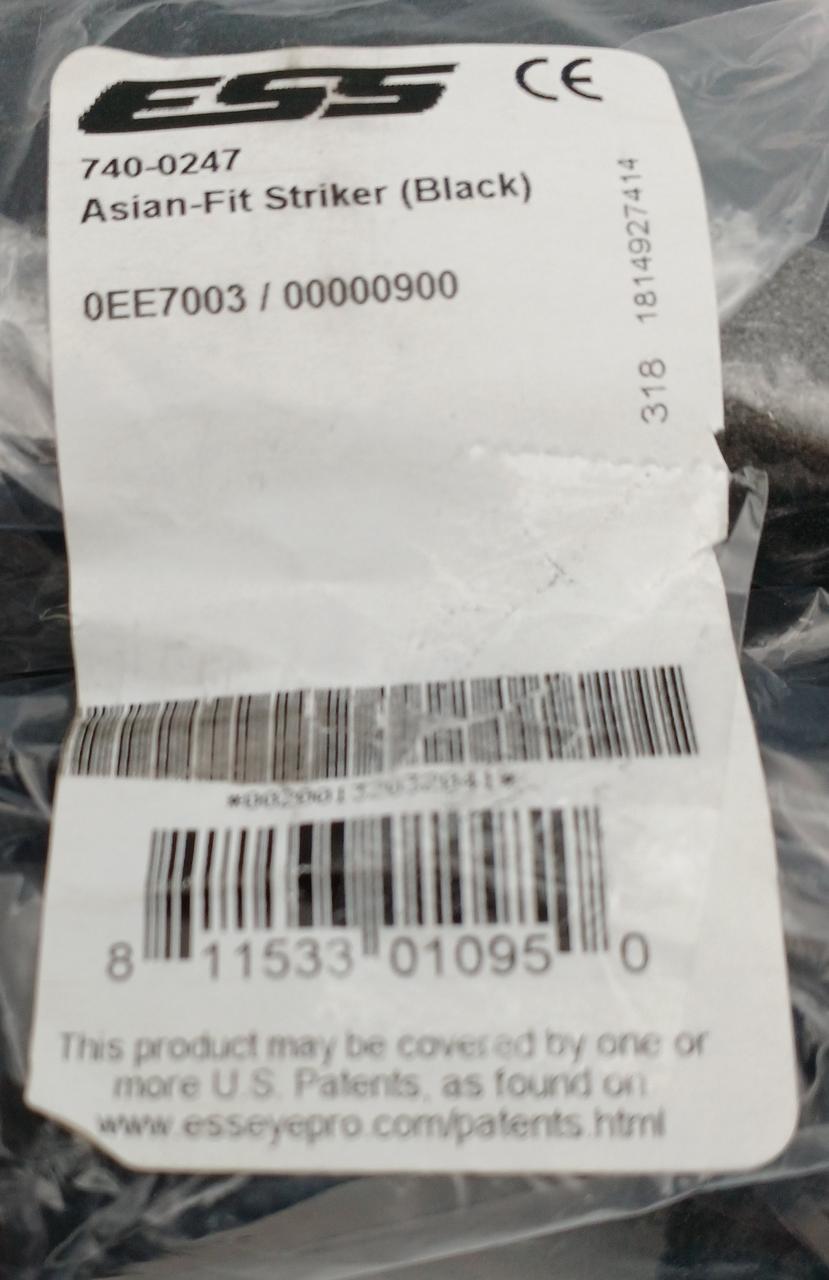 ESS CE
740-0247
Asian-Fit Striker (Black)
0EE7003 / 00000900
318 1814927414
8 11533 01095 0
This product may be covered by one or
more U.S. Patents, as found on
www.esseyepro.com/patents.html